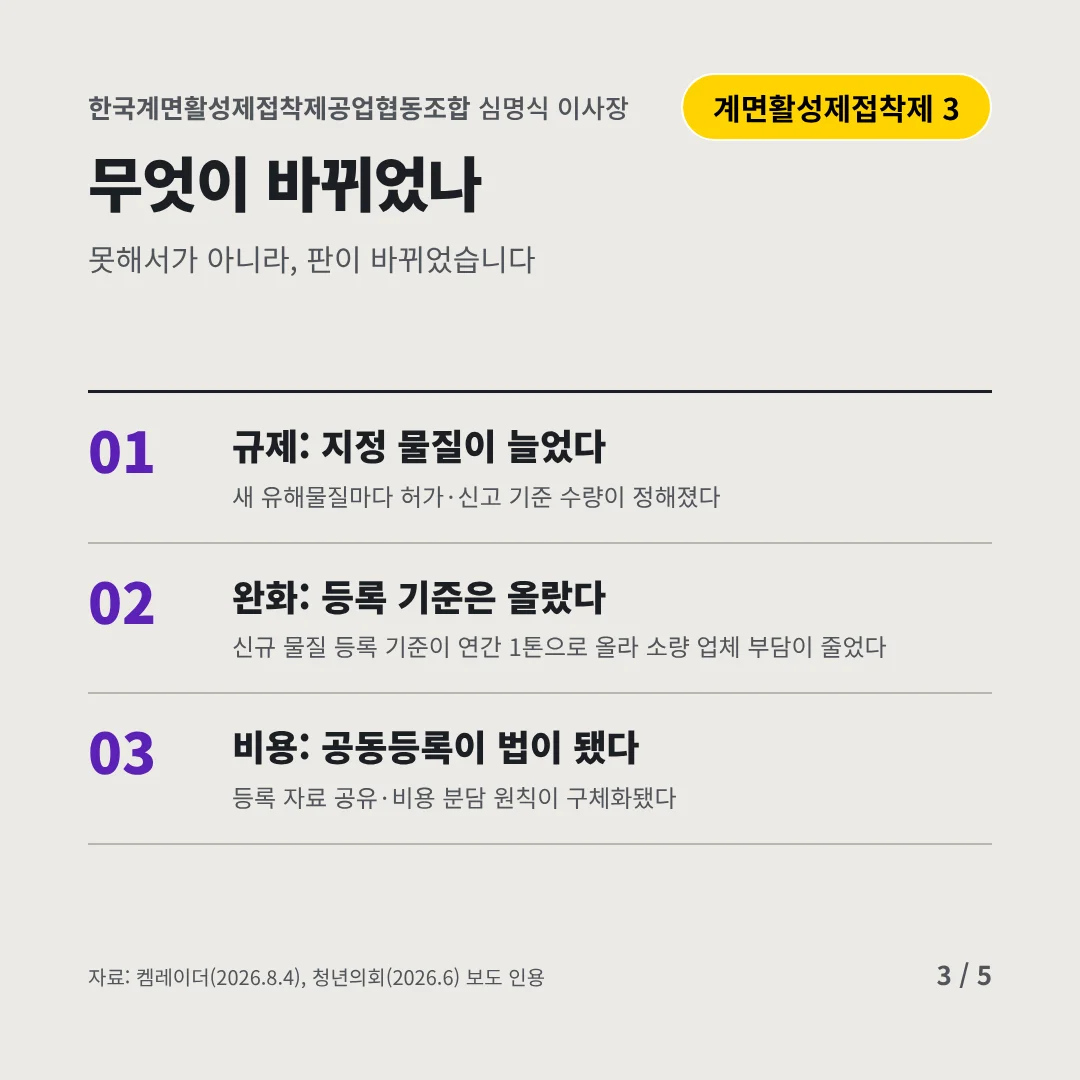 한국계면활성제접착제공업협동조합 심명식 이사장
계면활성제접착제 3
무엇이 바뀌었나
못해서가 아니라, 판이 바뀌었습니다
01
규제: 지정 물질이 늘었다
새 유해물질마다 허가·신고 기준 수량이 정해졌다
02
완화: 등록 기준은 올랐다
신규 물질 등록 기준이 연간 1톤으로 올라 소량 업체 부담이 줄었다
03
비용: 공동등록이 법이 됐다
등록 자료 공유·비용 분담 원칙이 구체화됐다
자료: 켐레이더(2026.8.4), 청년의회(2026.6) 보도 인용
3 / 5